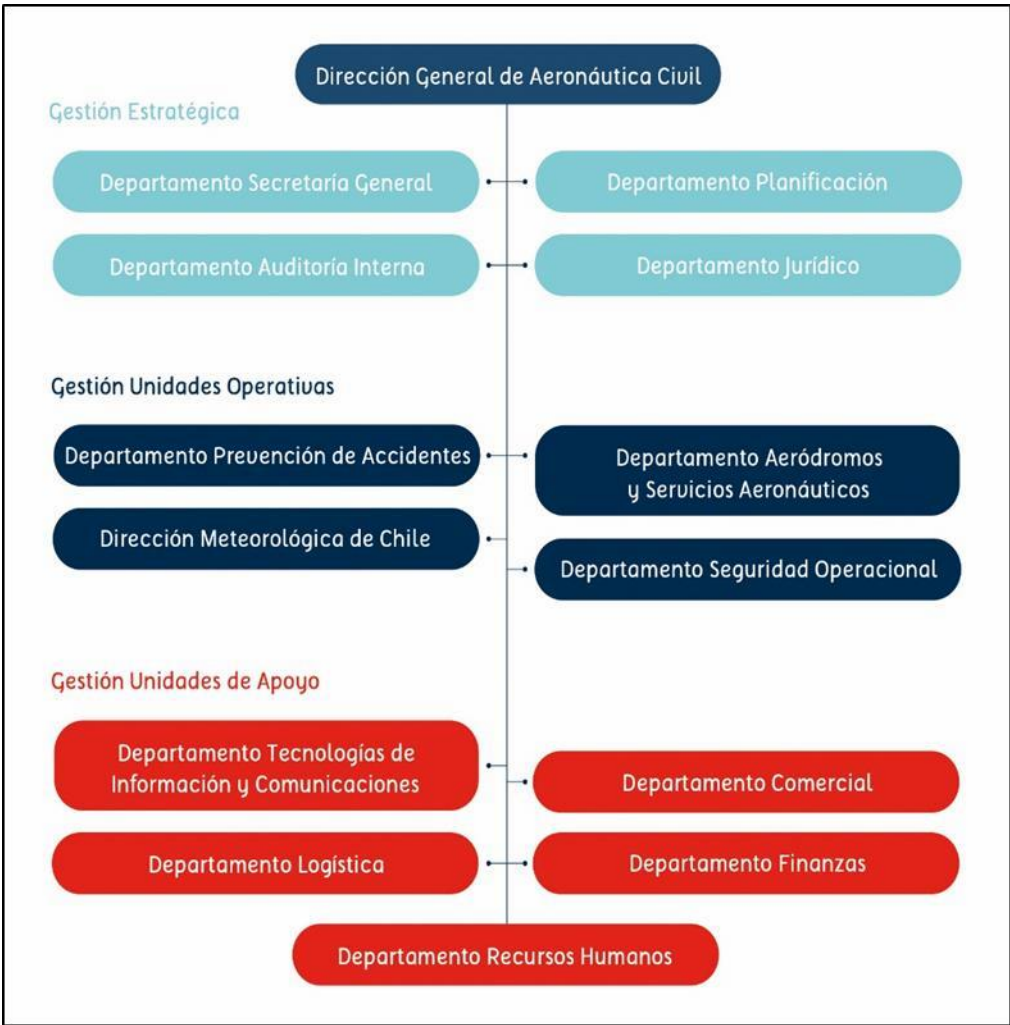 Dirección General de Aeronáutica Civil
Gestión Estratégica
Departamento Secretaría General
Departamento Planificación
Departamento Auditoría Interna
Departamento Jurídico
Gestión Unidades Operativas
Departamento Prevención de Accidentes
Departamento Aeródromos
y Servicios Aeronáuticos
Dirección Meteorológica de Chile
Departamento Seguridad Operacional
Gestión Unidades de Apoyo
Departamento Tecnologías de
Información y Comunicaciones
Departamento Comercial
Departamento Logística
Departamento Finanzas
Departamento Recursos Humanos